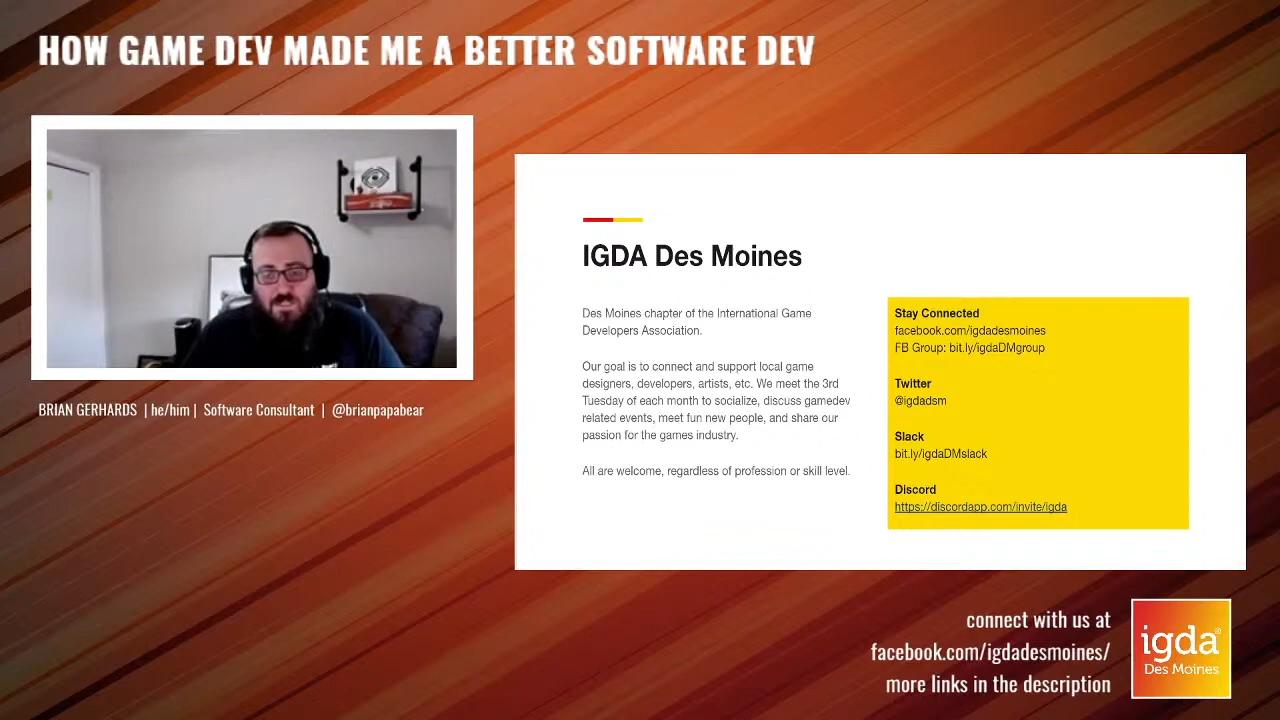 HOW GAME DEV MADE ME A BETTER SOFTWARE DEV
BRIAN GERHARDS | he/him | Software Consultant | @brianpapabear
IGDA Des Moines
Des Moines chapter of the International Game
Developers Association.
Our goal is to connect and support local game
designers, developers, artists, etc. We meet the 3rd
Tuesday of each month to socialize, discuss gamedev
related events, meet fun new people, and share our
passion for the games industry.
All are welcome, regardless of profession or skill level.
Stay Connected
facebook.com/igdadesmoines
FB Group: bit.ly/igdaDMgroup
Twitter
@igdadsm
Slack
bit.ly/igdaDMslack
Discord
https://discordapp.com/invite/igda
connect with us at
facebook.com/igdadesmoines/
more links in the description
igda®
Des Moines